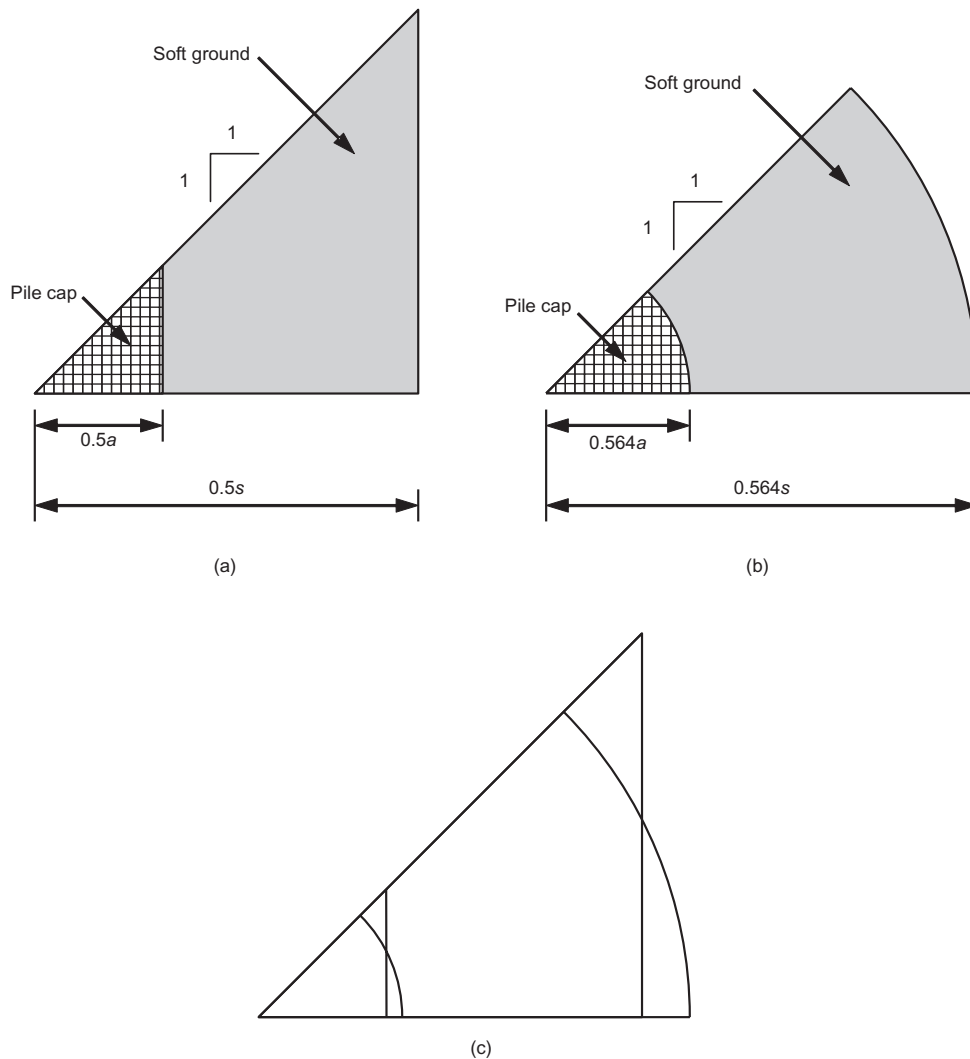 Soft ground
1
1
Pile cap
0.5a
0.5s
(a)
Soft ground
1
1
Pile cap
0.564a
0.564s
(b)
(c)